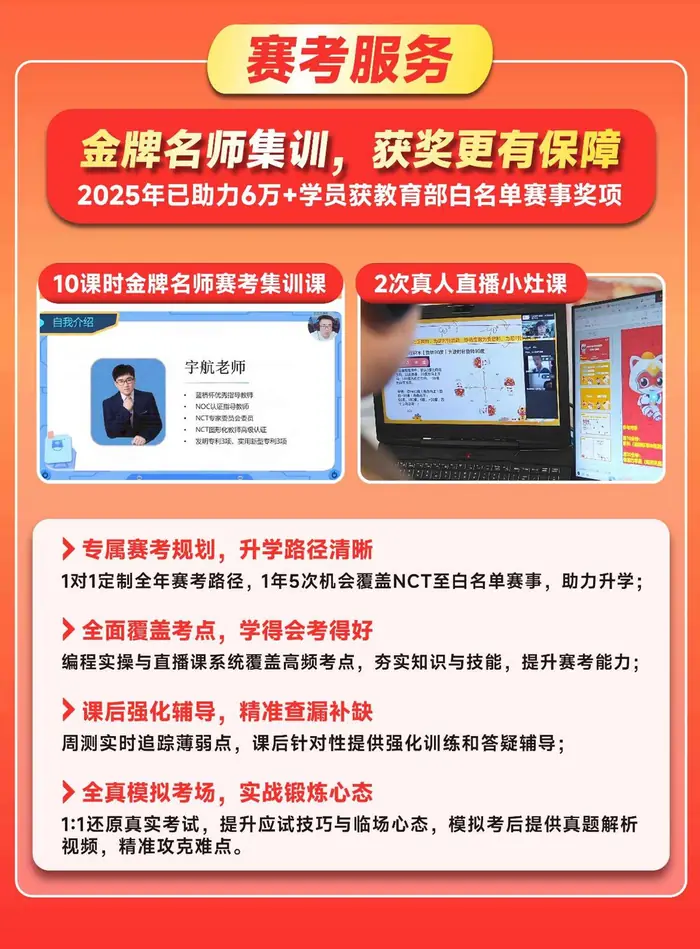 赛考服务
金牌名师集训，获奖更有保障
2025年已助力6万+学员获教育部白名单赛事奖项
10课时金牌名师赛考集训课
2次真人直播小灶课
自我介绍
宇航老师
• 蓝桥杯优秀指导教师
• NOC认证指导教师
• NCT专家委员会委员
• NCT图形化教师高级认证
• 发明专利3项、实用新型专利3项
专属赛考规划，升学路径清晰
1对1定制全年赛考路径，1年5次机会覆盖NCT至白名单赛事，助力升学；
全面覆盖考点，学得会考得好
编程实操与直播课系统覆盖高频考点，夯实知识与技能，提升赛考能力；
课后强化辅导，精准查漏补缺
周测实时追踪薄弱点，课后针对性提供强化训练和答疑辅导；
全真模拟考场，实战锻炼心态
1:1还原真实考试，提升应试技巧与临场心态，模拟考后提供真题解析
视频，精准攻克难点。